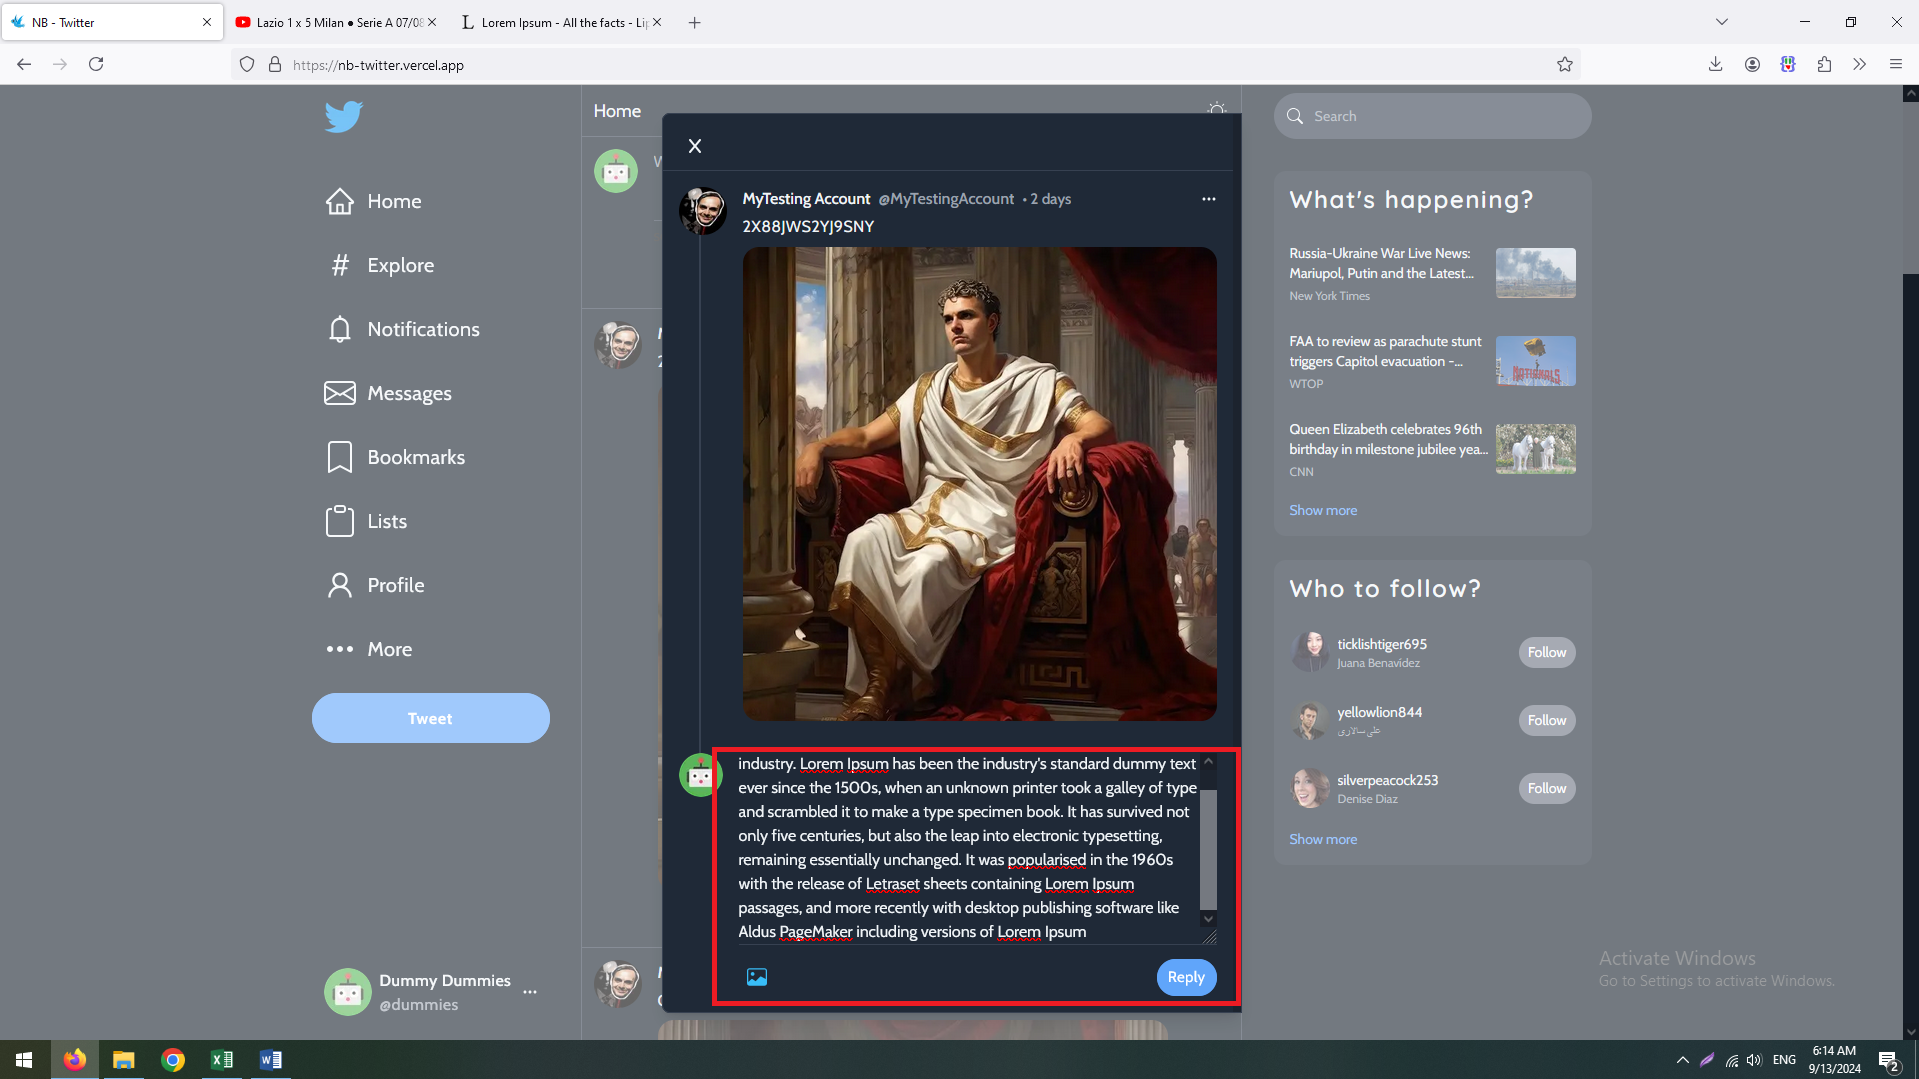 NB - Twitter
Lazio 1 x 5 Milan ● Serie A 07/08
Lorem Ipsum - All the facts - Lip
https://nb-twitter.vercel.app
Home
Explore
Notifications
Messages
Bookmarks
Lists
Profile
More
Tweet
Dummy Dummies
@dummies
Home
X
MyTesting Account @MyTestingAccount • 2 days
2X88JWS2YJ9SNY
industry. Lorem Ipsum has been the industry's standard dummy text
ever since the 1500s, when an unknown printer took a galley of type
and scrambled it to make a type specimen book. It has survived not
only five centuries, but also the leap into electronic typesetting,
remaining essentially unchanged. It was popularised in the 1960s
with the release of Letraset sheets containing Lorem Ipsum
passages, and more recently with desktop publishing software like
Aldus PageMaker including versions of Lorem Ipsum
Reply
Search
What's happening?
Russia-Ukraine War Live News:
Mariupol, Putin and the Latest...
New York Times
FAA to review as parachute stunt
triggers Capitol evacuation -...
WTOP
NATIONALS
Queen Elizabeth celebrates 96th
birthday in milestone jubilee yea...
CNN
Show more
Who to follow?
ticklishtiger695
Juana Benavídez
Follow
yellowlion844
علی سالاری
Follow
silverpeacock253
Denise Diaz
Follow
Show more
Activate Windows
Go to Settings to activate Windows.
ENG
6:14 AM
9/13/2024
2